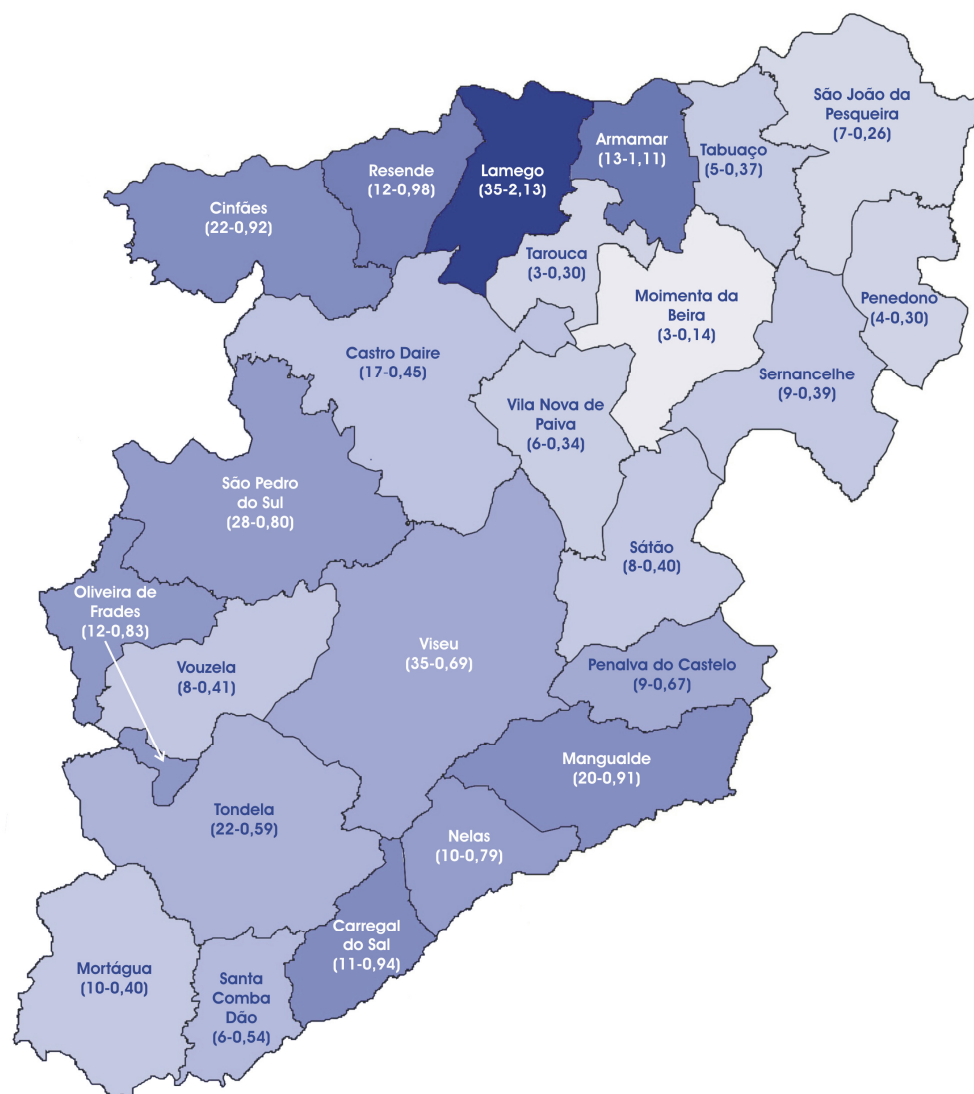 São João da
Pesqueira
(7-0,26)
Armamar
(13-1,11)
Tabuaço
(5-0,37)
Resende
(12-0,98)
Lamego
(35-2,13)
Cinfães
(22-0,92)
Tarouca
(3-0,30)
Moimenta da
Beira
(3-0,14)
Penedono
(4-0,30)
Castro Daire
(17-0,45)
Sernancelhe
(9-0,39)
Vila Nova de
Paiva
(6-0,34)
São Pedro
do Sul
(28-0,80)
Sátão
(8-0,40)
Oliveira de
Frades
(12-0,83)
Vouzela
(8-0,41)
Viseu
(35-0,69)
Penalva do Castelo
(9-0,67)
Mangualde
(20-0,91)
Tondela
(22-0,59)
Nelas
(10-0,79)
Carregal
do Sal
(11-0,94)
Mortágua
(10-0,40)
Santa
Comba
Dão
(6-0,54)